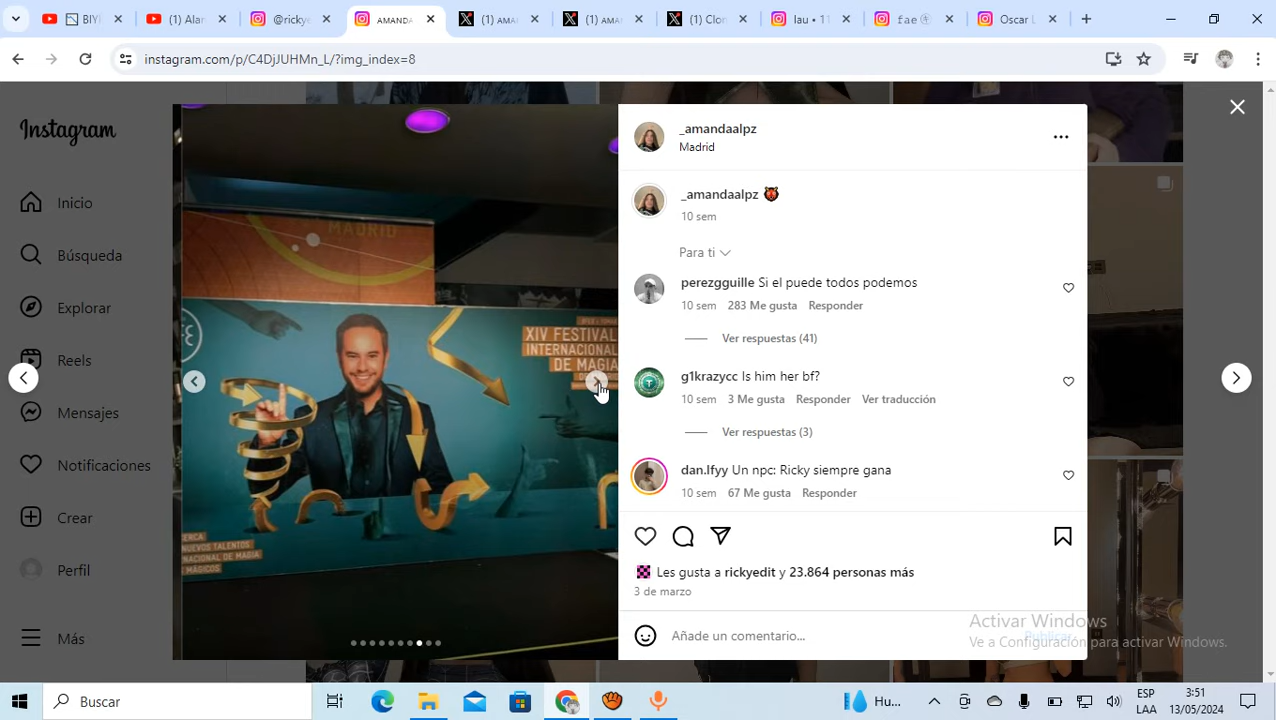 BIYI
(1) Ala
@ricky
AMANDA
(1) AMA
(1) AMA
(1) Clon
lau • 11
f a e
Oscar L
instagram.com/p/C4DjJUHMn_L/?img_index=8
Instagram
Inicio
Búsqueda
Explorar
Reels
Mensajes
Notificaciones
Crear
Perfil
Más
MADRID
XIV FESTIVAL
INTERNACIONAL
DE MAGIA
CERCA
NUEVOS TALENTOS
NACIONAL DE MAGIA
MÁGICOS
_amandaalpz
Madrid
_amandaalpz 👹
10 sem
Para ti
perezgguille Si el puede todos podemos
10 sem 283 Me gusta Responder
Ver respuestas (41)
g1krazycc Is him her bf?
10 sem 3 Me gusta Responder Ver traducción
Ver respuestas (3)
dan.lfyy Un npc: Ricky siempre gana
10 sem 67 Me gusta Responder
Les gusta a rickyedit y 23.864 personas más
3 de marzo
Añade un comentario...
Publicar
Activar Windows
Ve a Configuración para activar Windows.
Buscar
Hu...
ESP
LAA
3:51
13/05/2024